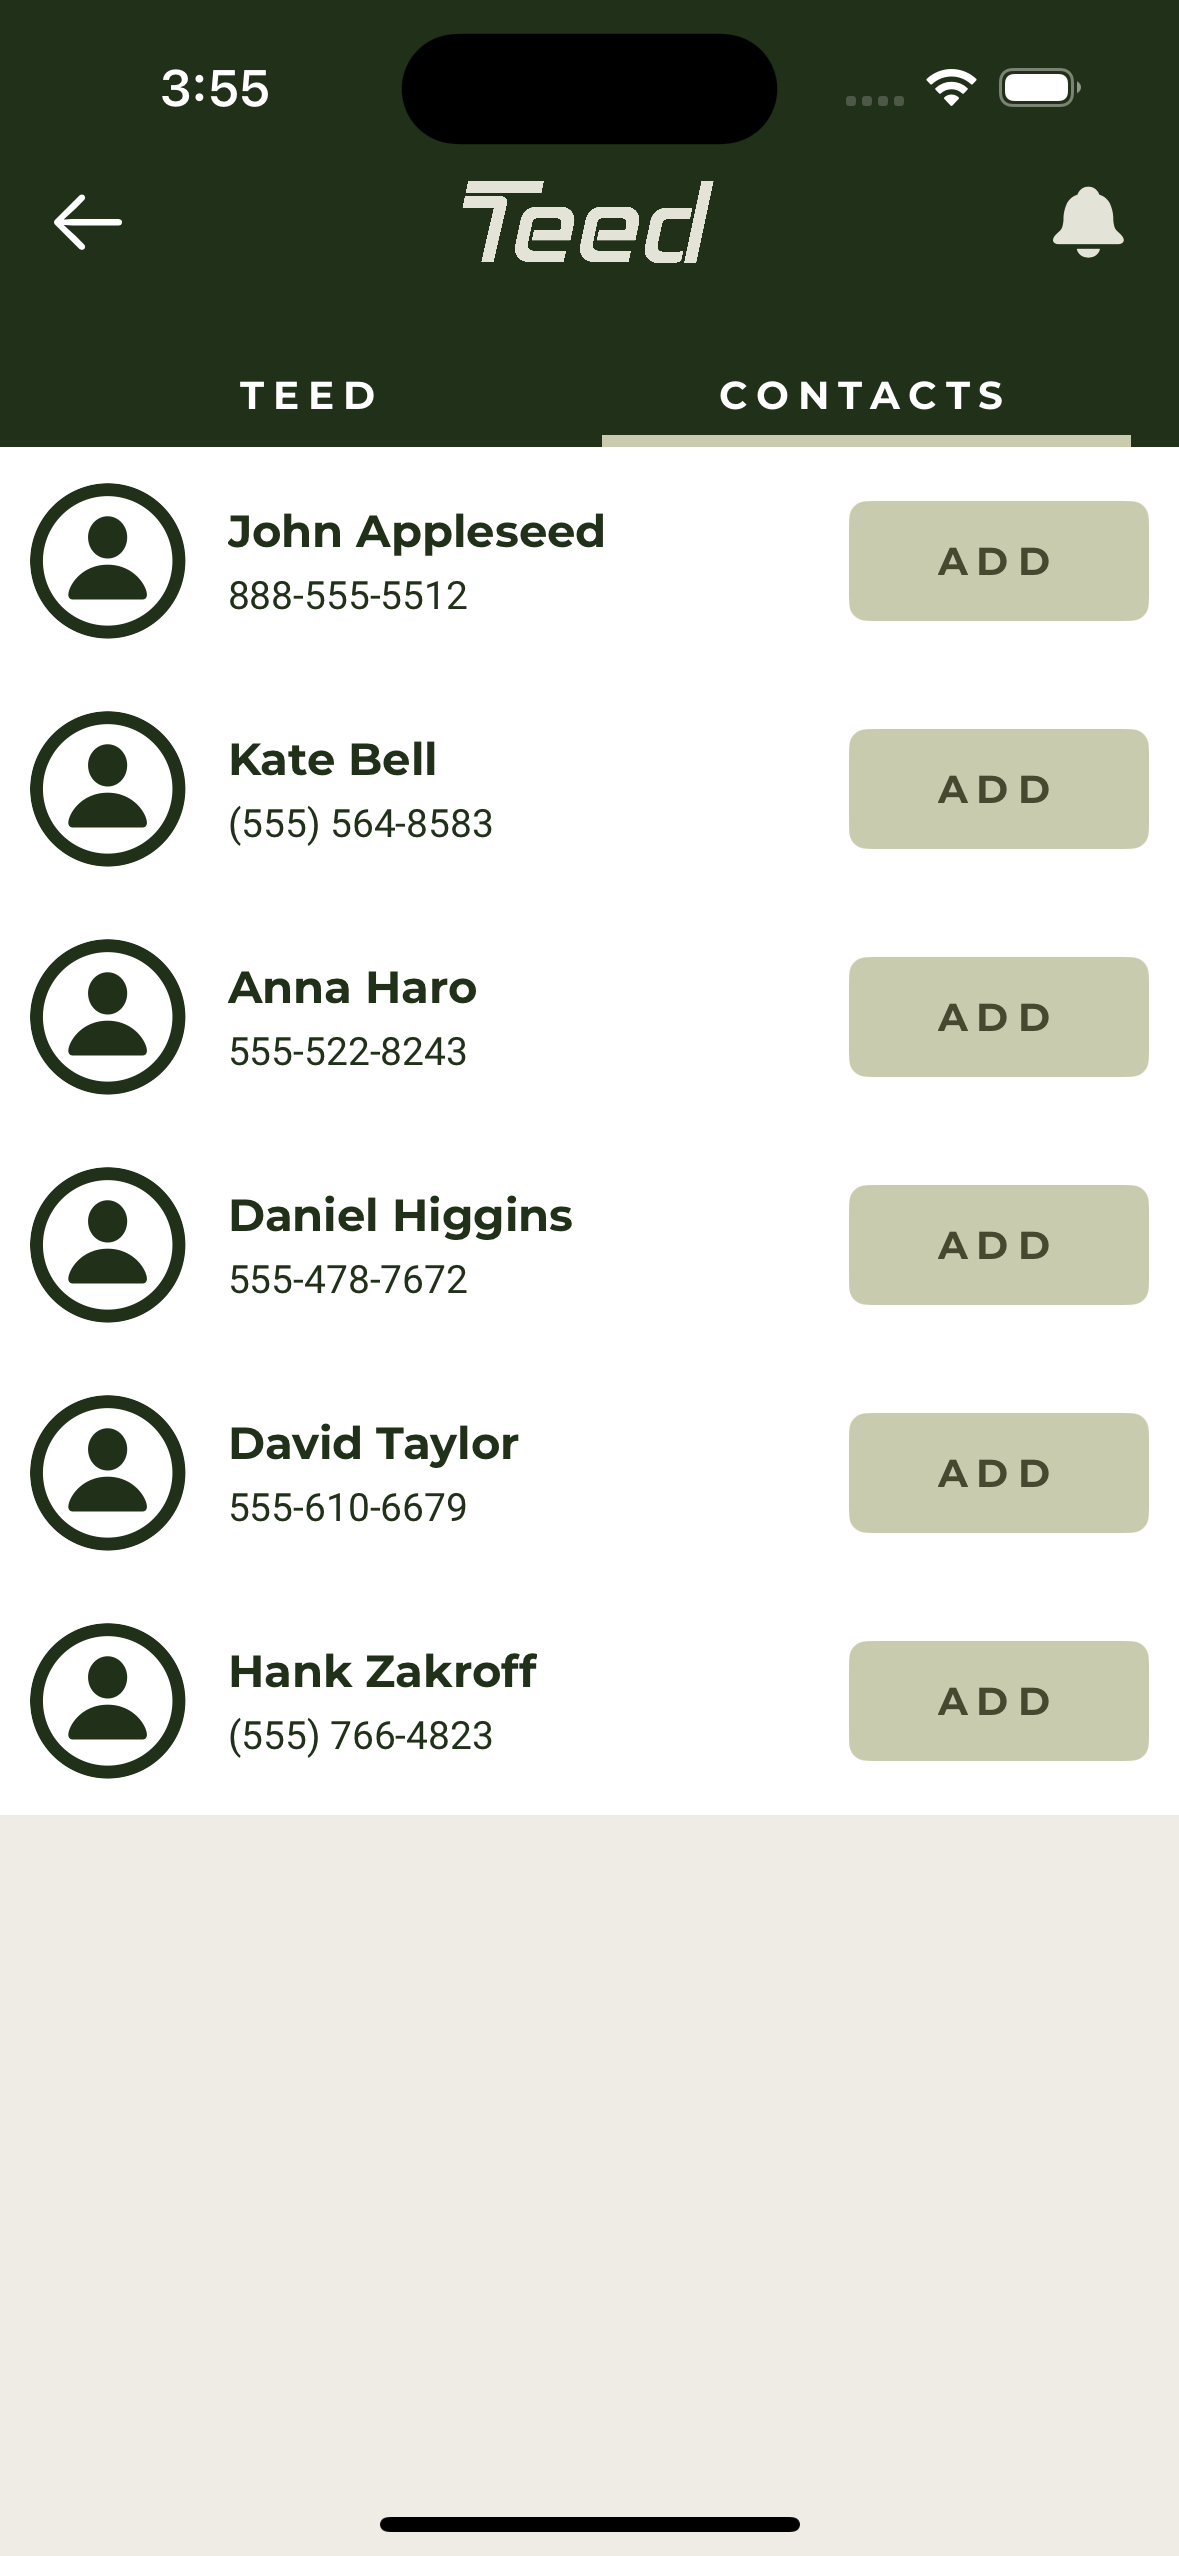 3:55
Teed
TEED CONTACTS
John Appleseed
888-555-5512
ADD
Kate Bell
(555) 564-8583
ADD
Anna Haro
555-522-8243
ADD
Daniel Higgins
555-478-7672
ADD
David Taylor
555-610-6679
ADD
Hank Zakroff
(555) 766-4823
ADD